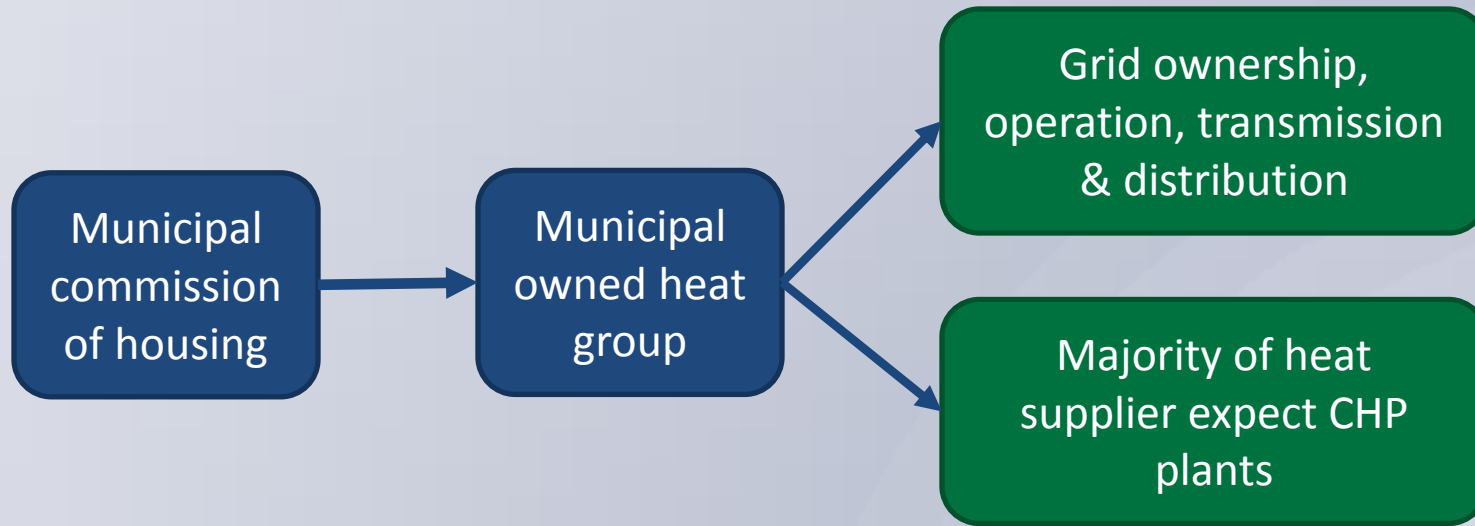 Municipal
commission
of housing
Municipal
owned heat
group
Grid ownership,
operation, transmission
& distribution
Majority of heat
supplier expect CHP
plants